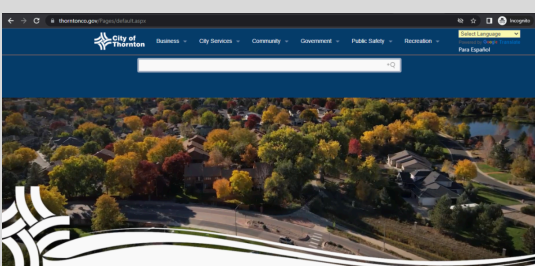 thorntonco.gov/Pages/default.aspx
Incognito
City of
Thornton
Business
City Services
Community
Government
Public Safety
Recreation
Select Language
Para Español